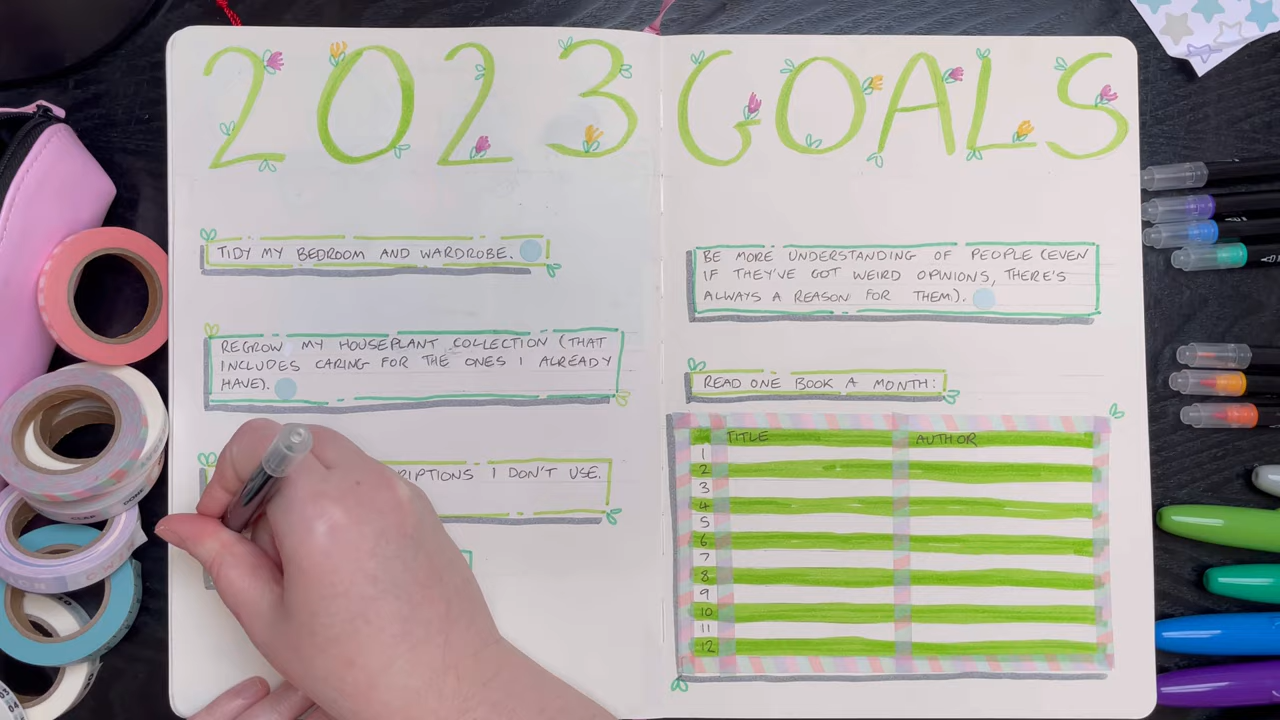 2023 GOALS
TIDY MY BEDROOM AND WARDROBE.
REGROW MY HOUSEPLANT COLLECTION (THAT
INCLUDES CARING FOR THE ONES I ALREADY
HAVE).
I DON'T USE.
BE MORE UNDERSTANDING OF PEOPLE (EVEN
IF THEY'VE GOT WEIRD OPINIONS, THERE'S
ALWAYS A REASON FOR THEM).
READ ONE BOOK A MONTH:
TITLE AUTHOR
1
2
3
4
5
6
7
8
9
10
11
12